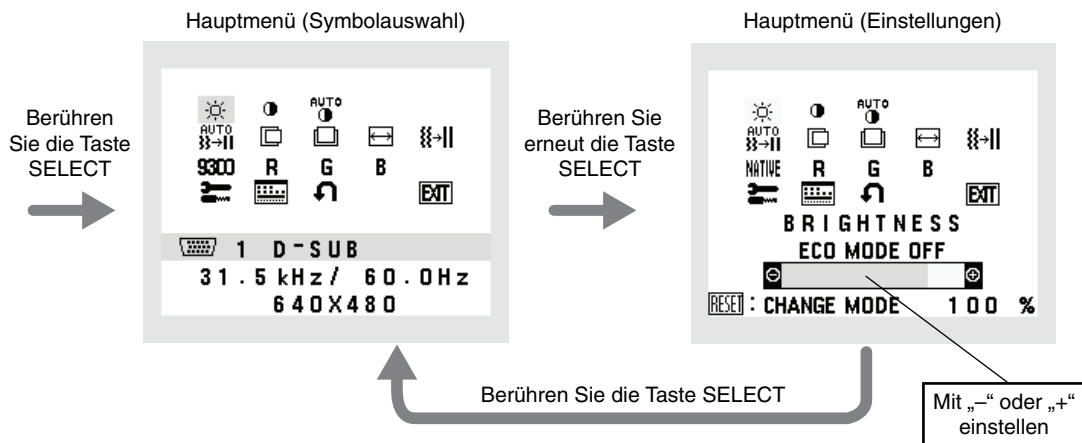 Hauptmenü (Symbolauswahl)
Hauptmenü (Einstellungen)
Berühren
Sie die Taste
SELECT
AUTO
AUTO
9300 R G B
EXIT
1 D-SUB
31.5 kHz/ 60.0Hz
640X480
Berühren Sie
erneut die Taste
SELECT
AUTO
AUTO
NATIVE R G B
EXIT
BRIGHTNESS
ECO MODE OFF
RESET : CHANGE MODE 100 %
Berühren Sie die Taste SELECT
Mit „–“ oder „+“
einstellen